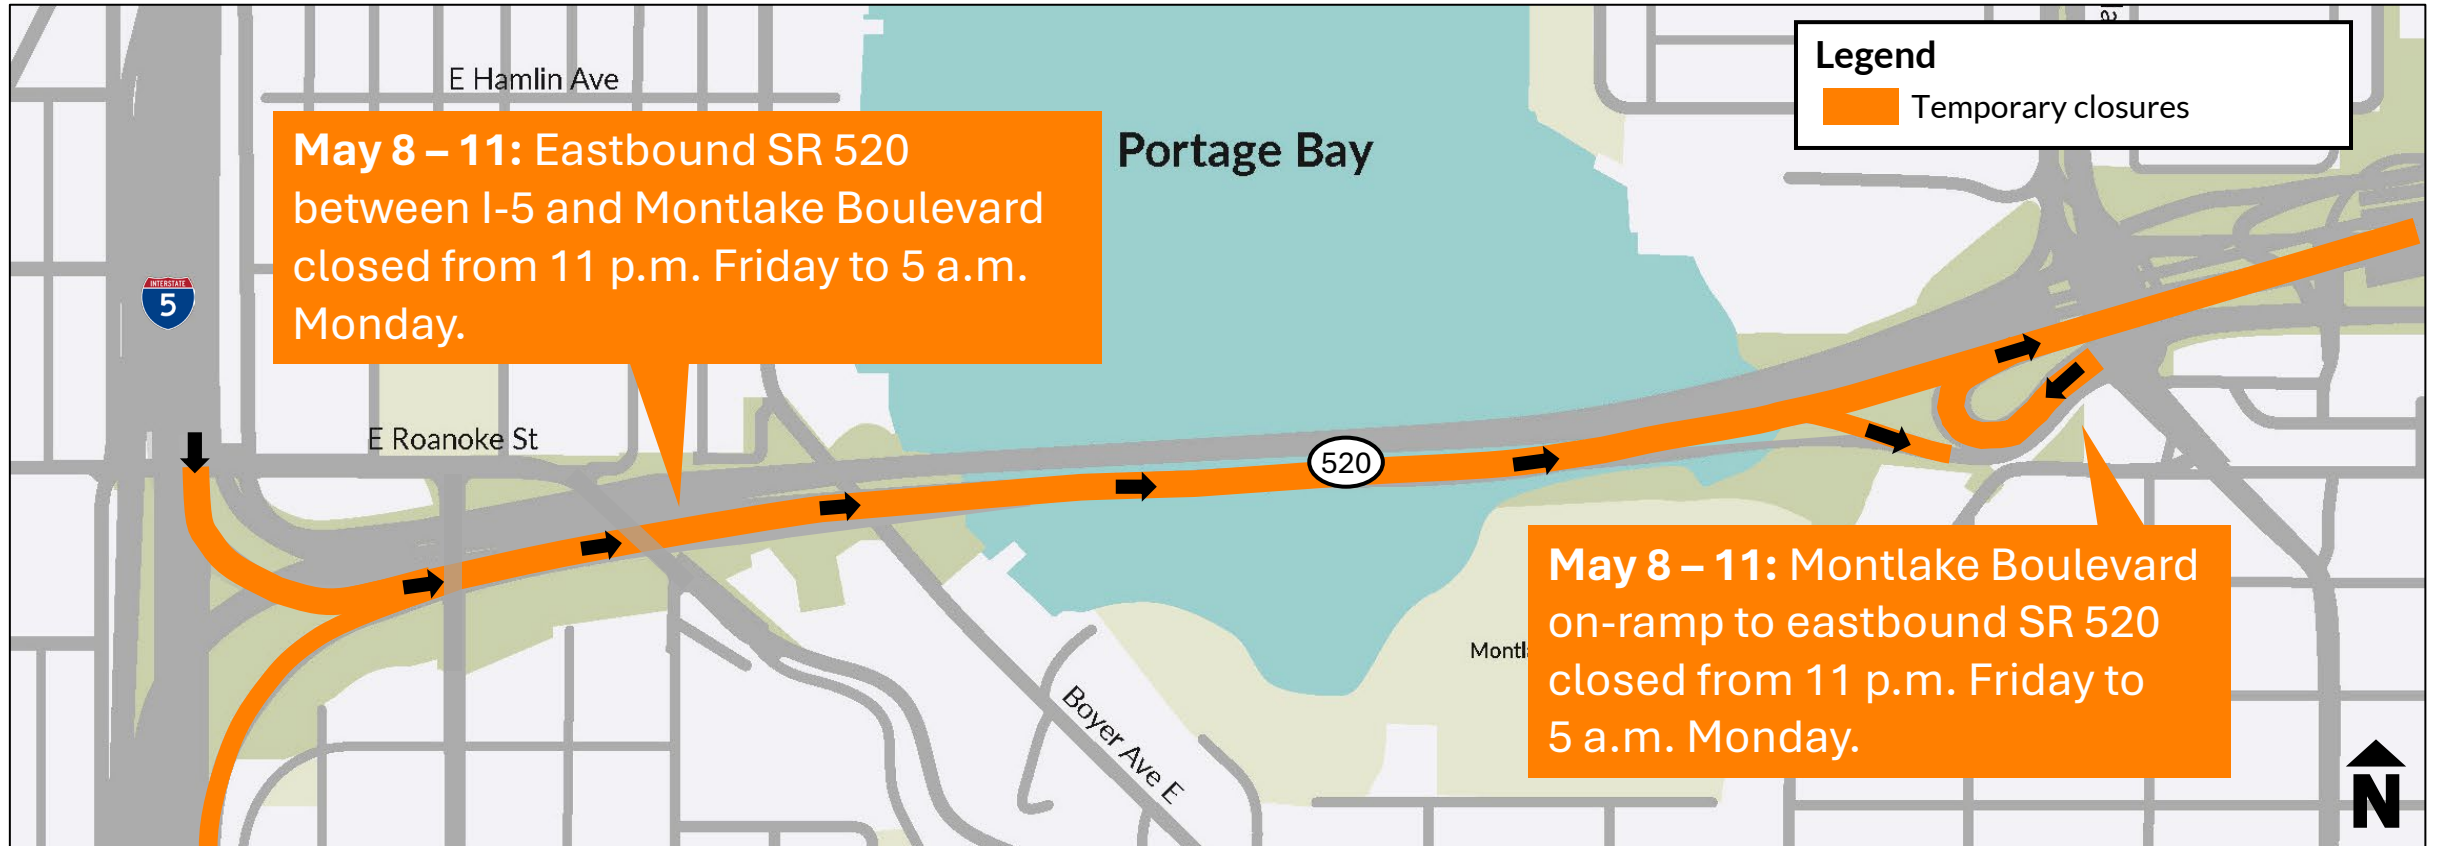 E Hamlin Ave
May 8 – 11: Eastbound SR 520
between I-5 and Montlake Boulevard
closed from 11 p.m. Friday to 5 a.m.
Monday.
Portage Bay
Legend
Temporary closures
INTERSTATE
5
E Roanoke St
520
May 8 – 11: Montlake Boulevard
on-ramp to eastbound SR 520
closed from 11 p.m. Friday to
5 a.m. Monday.
Boyer Ave E
N